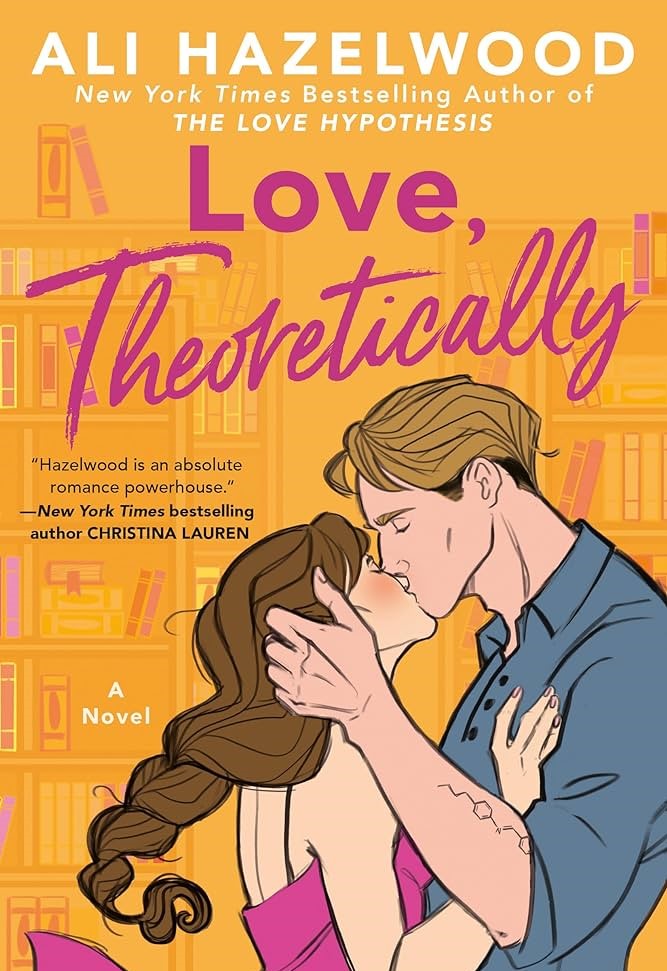 ALI HAZELWOOD
New York Times Bestselling Author of
THE LOVE HYPOTHESIS
Love,
Theoretically
“Hazelwood is an absolute
romance powerhouse.“
—New York Times bestselling
author CHRISTINA LAUREN
A
Novel